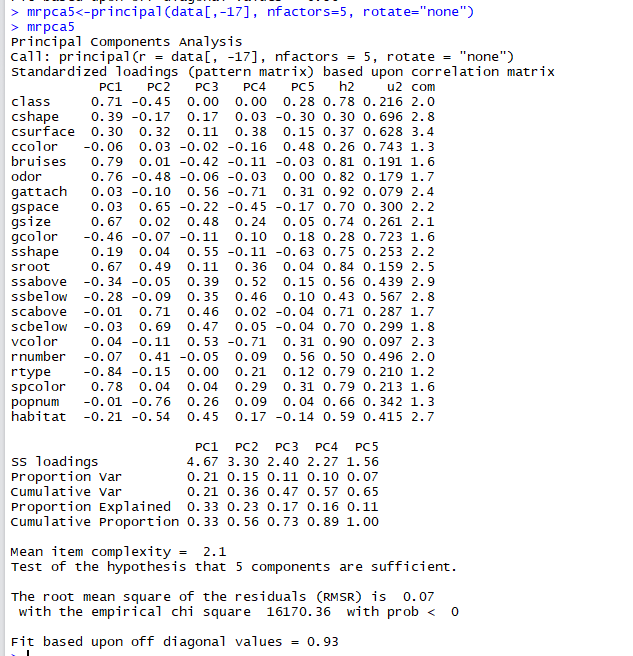 > mrpca5<-principal(data[,-17], nfactors=5, rotate="none")
> mrpca5
Principal Components Analysis
Call: principal(r = data[, -17], nfactors = 5, rotate = "none")
Standardized loadings (pattern matrix) based upon correlation matrix
PC1 PC2 PC3 PC4 PC5 h2 u2 com
class 0.71 -0.45 0.00 0.00 0.28 0.78 0.216 2.0
cshape 0.39 -0.17 0.17 0.03 -0.30 0.30 0.696 2.8
csurface 0.30 0.32 0.11 0.38 0.15 0.37 0.628 3.4
ccolor -0.06 0.03 -0.02 -0.16 0.48 0.26 0.743 1.3
bruises 0.79 0.01 -0.42 -0.11 -0.03 0.81 0.191 1.6
odor 0.76 -0.48 -0.06 -0.03 0.00 0.82 0.179 1.7
gattach 0.03 -0.10 0.56 -0.71 0.31 0.92 0.079 2.4
gspace 0.03 0.65 -0.22 -0.45 -0.17 0.70 0.300 2.2
gsize 0.67 0.02 0.48 0.24 0.05 0.74 0.261 2.1
gcolor -0.46 -0.07 -0.11 0.10 0.18 0.28 0.723 1.6
sshape 0.19 0.04 0.55 -0.11 -0.63 0.75 0.253 2.2
sroot 0.67 0.49 0.11 0.36 0.04 0.84 0.159 2.5
ssabove -0.34 -0.05 0.39 0.52 0.15 0.56 0.439 2.9
ssbelow -0.28 -0.09 0.35 0.46 0.10 0.43 0.567 2.8
scabove -0.01 0.71 0.46 0.02 -0.04 0.71 0.287 1.7
scbelow -0.03 0.69 0.47 0.05 -0.04 0.70 0.299 1.8
vcolor 0.04 -0.11 0.53 -0.71 0.31 0.90 0.097 2.3
rnumber -0.07 0.41 -0.05 0.09 0.56 0.50 0.496 2.0
rtype -0.84 -0.15 0.00 0.21 0.12 0.79 0.210 1.2
spcolor 0.78 0.04 0.04 0.29 0.31 0.79 0.213 1.6
popnum -0.01 -0.76 0.26 0.09 0.04 0.66 0.342 1.3
habitat -0.21 -0.54 0.45 0.17 -0.14 0.59 0.415 2.7
PC1 PC2 PC3 PC4 PC5
SS loadings 4.67 3.30 2.40 2.27 1.56
Proportion Var 0.21 0.15 0.11 0.10 0.07
Cumulative Var 0.21 0.36 0.47 0.57 0.65
Proportion Explained 0.33 0.23 0.17 0.16 0.11
Cumulative Proportion 0.33 0.56 0.73 0.89 1.00
Mean item complexity = 2.1
Test of the hypothesis that 5 components are sufficient.
The root mean square of the residuals (RMSR) is 0.07
with the empirical chi square 16170.36 with prob < 0
Fit based upon off diagonal values = 0.93
>